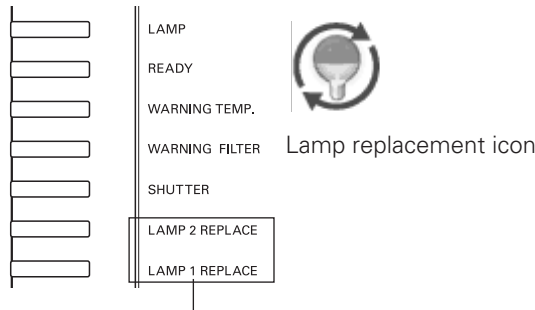 LAMP
READY
WARNING TEMP.
WARNING FILTER
SHUTTER
LAMP 2 REPLACE
LAMP 1 REPLACE
Lamp replacement icon